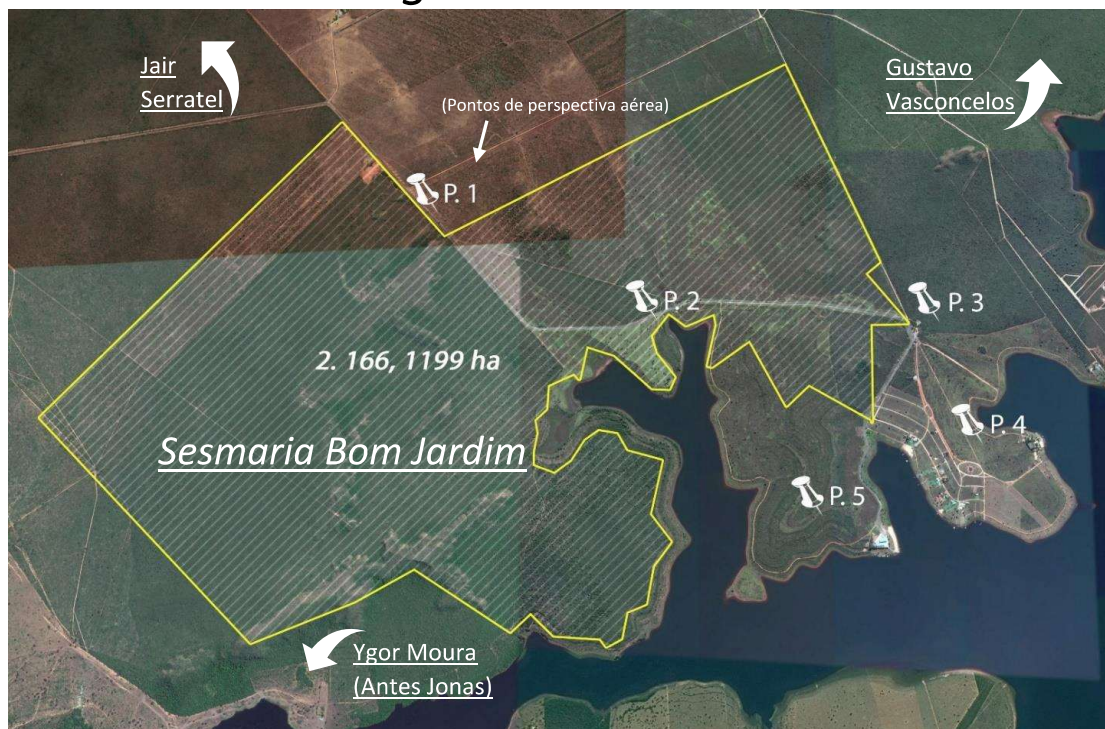 Jair
Serratel
Gustavo
Vasconcelos
(Pontos de perspectiva aérea)
P. 1
P. 2
P. 3
2. 166, 1199 ha
P. 4
Sesmaria Bom Jardim
P. 5
Ygor Moura
(Antes Jonas)